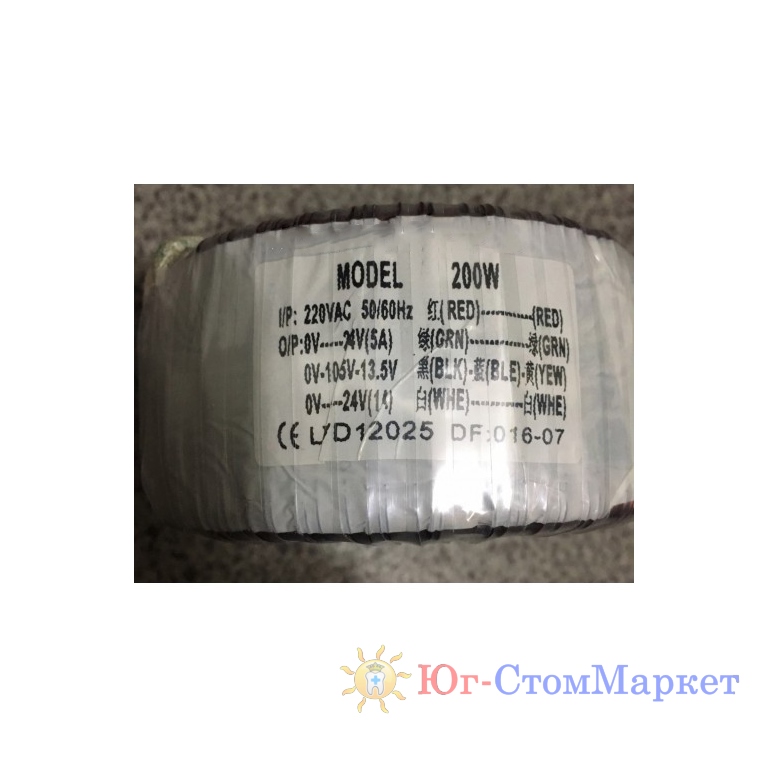 MODEL 200W
I/P: 220VAC 50/60Hz 红(RED)----------(RED)
O/P:0V----24V(5A) 绿(GRN)----------绿(GRN)
0V-105V-13.5V 黑(BLK)-蓝(BLE)-黄(YEW)
0V----24V(14) 白(WHE)----------白(WHE)
CE LYD12025 DF:016-07
Юг-СтомМаркет